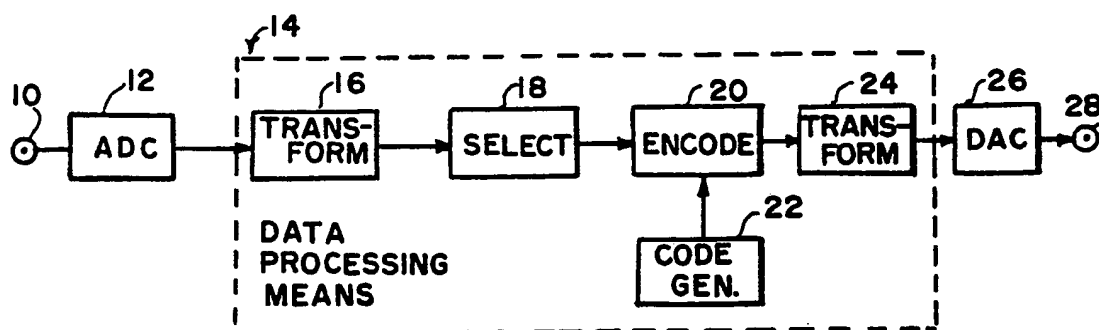 14
10
12
16
18
20
24
26
28
ADC
TRANS-
FORM
SELECT
ENCODE
TRANS-
FORM
DAC
22
CODE
GEN.
DATA
PROCESSING
MEANS